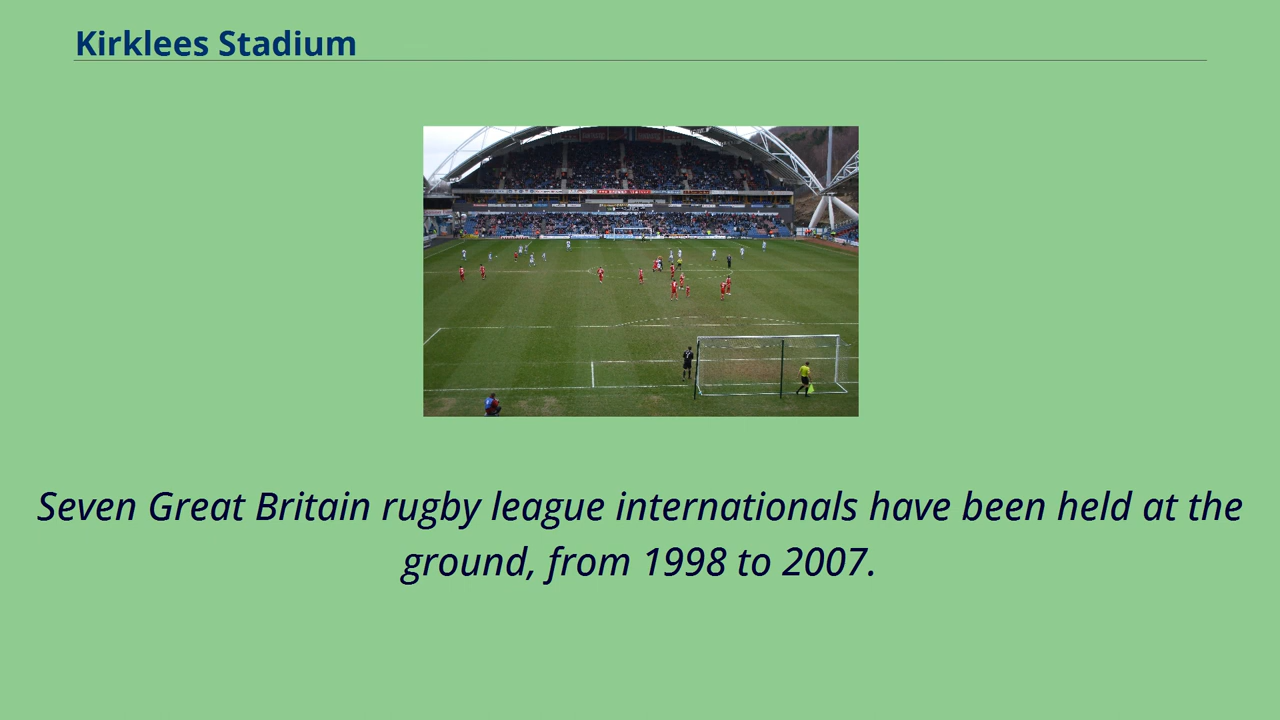 Kirklees Stadium
Seven Great Britain rugby league internationals have been held at the
ground, from 1998 to 2007.